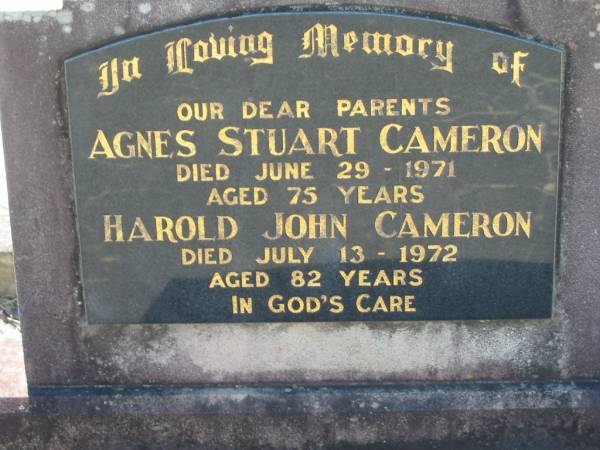 In Loving Memory of
OUR DEAR PARENTS
AGNES STUART CAMERON
DIED JUNE 29 - 1971
AGED 75 YEARS
HAROLD JOHN CAMERON
DIED JULY 13 - 1972
AGED 82 YEARS
IN GOD'S CARE